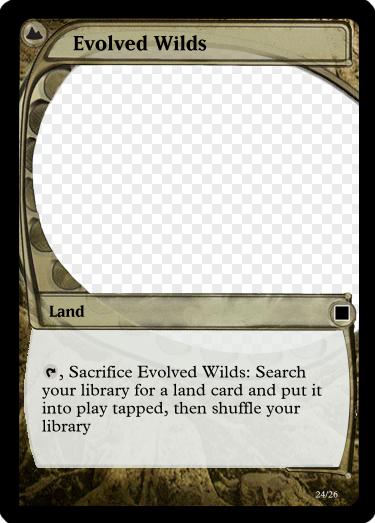 Evolved Wilds
Land
, Sacrifice Evolved Wilds: Search
your library for a land card and put it
into play tapped, then shuffle your
library
24/26